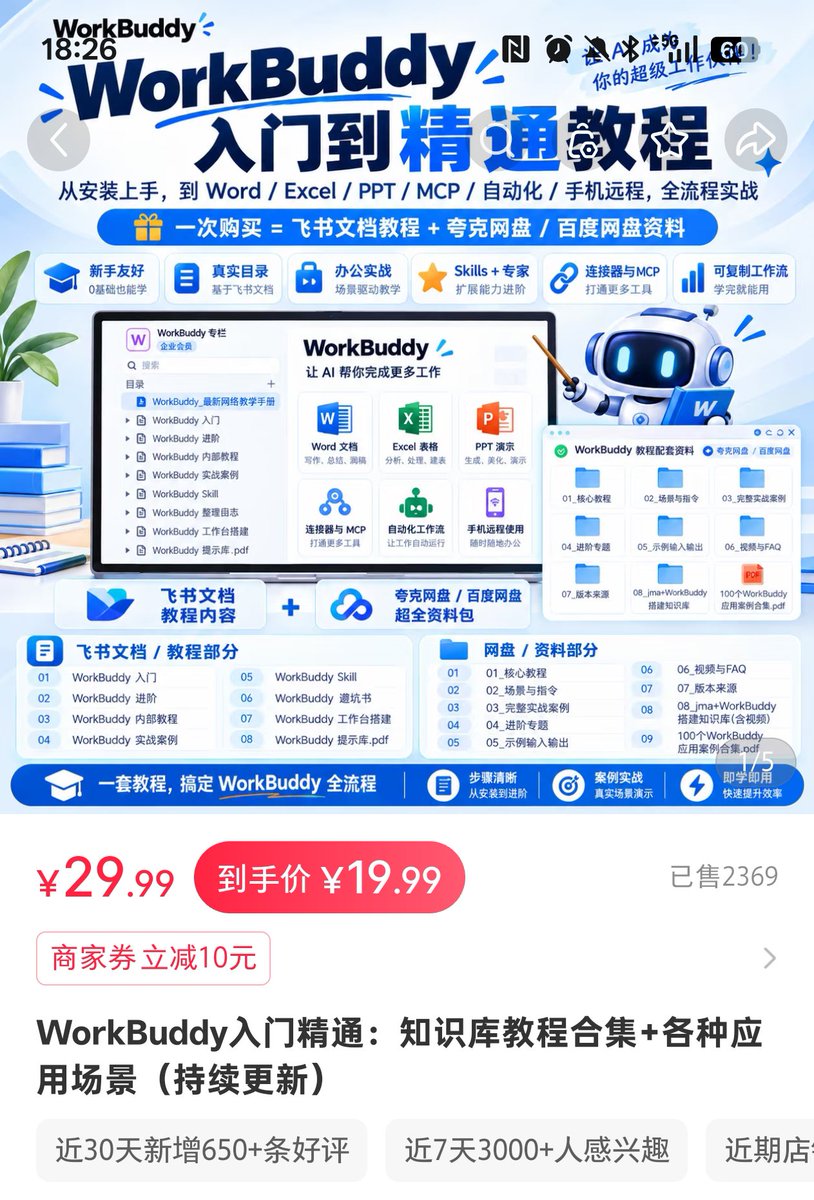 WorkBuddy
18:26
5G
60
WorkBuddy
你的超级工作伙伴!
入门到精通教程
从安装上手，到 Word / Excel / PPT / MCP / 自动化 / 手机远程，全流程实战
一次购买 = 飞书文档教程 + 夸克网盘 / 百度网盘资料
新手友好
0基础也能学
真实目录
基于飞书文档
办公实战
场景驱动教学
Skills + 专家
扩展能力进阶
连接器与MCP
打通更多工具
可复制工作流
学完就能用
W
WorkBuddy 专栏
企业会员
搜索
目录
+
WorkBuddy_最新网络教学手册
WorkBuddy 入门
WorkBuddy 进阶
WorkBuddy 内部教程
WorkBuddy 实战案例
WorkBuddy Skill
WorkBuddy 整理日志
WorkBuddy 工作台搭建
WorkBuddy 提示库.pdf
WorkBuddy
让 AI 帮你完成更多工作
W
Word 文档
写作、总结、润稿
X
Excel 表格
分析、处理、建表
P
PPT 演示
生成、美化、演示
连接器与 MCP
打通更多工具
自动化工作流
让工作自动运行
手机远程使用
随时随地办公
W
WorkBuddy 教程配套资料
夸克网盘 / 百度网盘
01_核心教程
02_场景与指令
03_完整实战案例
04_进阶专题
05_示例输入输出
06_视频与FAQ
07_版本来源
08_jma+WorkBuddy
搭建知识库
PDF
100个WorkBuddy
应用案例合集.pdf
飞书文档
教程内容
+
夸克网盘 / 百度网盘
超全资料包
飞书文档 / 教程部分
01 WorkBuddy 入门
02 WorkBuddy 进阶
03 WorkBuddy 内部教程
04 WorkBuddy 实战案例
05 WorkBuddy Skill
06 WorkBuddy 避坑书
07 WorkBuddy 工作台搭建
08 WorkBuddy 提示库.pdf
网盘 / 资料部分
01 01_核心教程
02 02_场景与指令
03 03_完整实战案例
04 04_进阶专题
05 05_示例输入输出
06 06_视频与FAQ
07 07_版本来源
08 08_jma+WorkBuddy
搭建知识库(含视频)
09 100个WorkBuddy
应用案例合集.pdf
1/5
一套教程，搞定 WorkBuddy 全流程
步骤清晰
从安装到进阶
案例实战
真实场景演示
即学即用
快速提升效率
¥29.99
到手价 ¥19.99
已售2369
商家券 立减10元
WorkBuddy入门精通：知识库教程合集+各种应
用场景（持续更新）
近30天新增650+条好评
近7天3000+人感兴趣
近期店